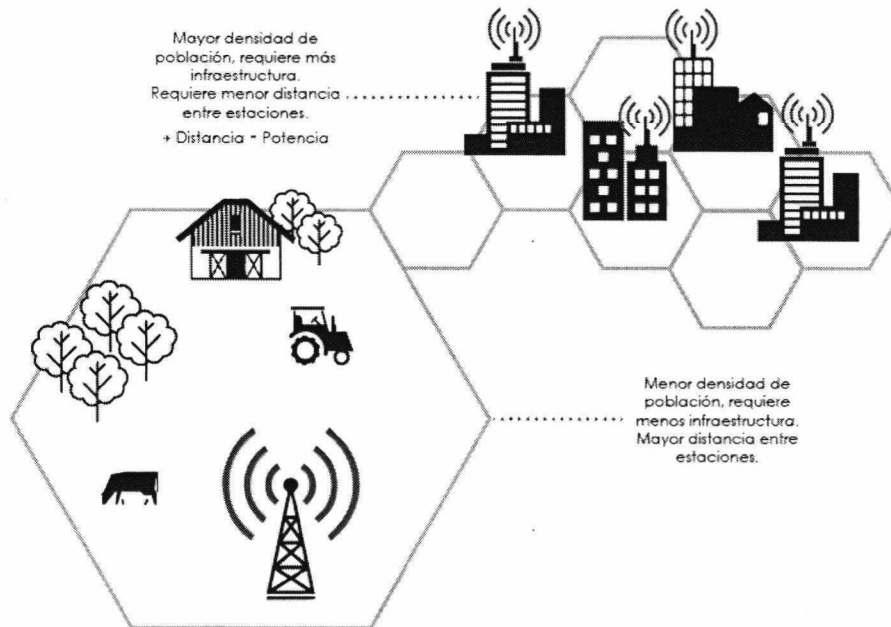 Mayor densidad de
población, requiere más
infraestructura.
Requiere menor distancia
entre estaciones.
+ Distancia - Potencia
Menor densidad de
población, requiere
menos infraestructura.
Mayor distancia entre
estaciones.